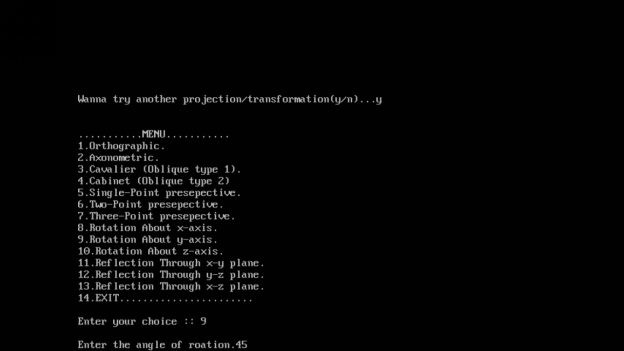 Wanna try another projection/transformation(y/n)...y
...........MENU...........
1.Orthographic.
2.Axonometric.
3.Cavalier (Oblique type 1).
4.Cabinet (Oblique type 2)
5.Single-Point presepective.
6.Two-Point presepective.
7.Three-Point presepective.
8.Rotation About x-axis.
9.Rotation About y-axis.
10.Rotation About z-axis.
11.Reflection Through x-y plane.
12.Reflection Through y-z plane.
13.Reflection Through x-z plane.
14.EXIT.......................
Enter your choice :: 9
Enter the angle of roation.45